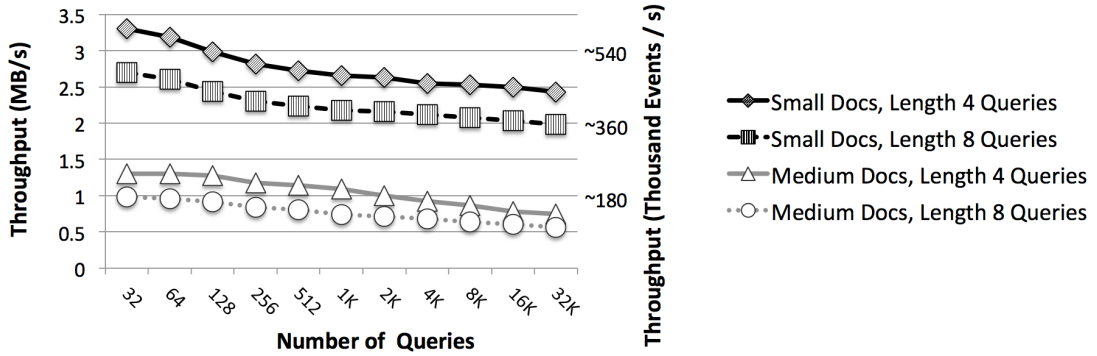 Throughput (MB/s)
3.5
3
2.5
2
1.5
1
0.5
0
32
64
128
256
512
1K
2K
4K
8K
16K
32K
Number of Queries
~540
~360
~180
Throughput (Thousand Events / s)
Small Docs, Length 4 Queries
Small Docs, Length 8 Queries
Medium Docs, Length 4 Queries
Medium Docs, Length 8 Queries